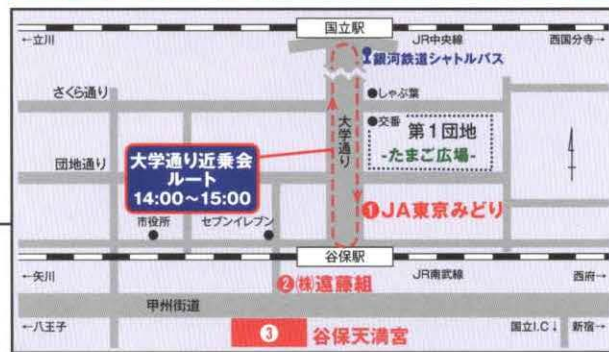 国立駅
←立川
JR中央線
西国分寺→
銀河鉄道シャトルバス
さくら通り
●しゃぶ葉
●交番
大学通り
第1団地
-たまご広場-
団地通り
大学通り近乗会
ルート
14:00~15:00
市役所
セブンイレブン
❶JA東京みどり
谷保駅
←矢川
❷㈱遠藤組
JR南武線
西府→
甲州街道
←八王子
❸
谷保天満宮
国立I.C↓
新宿→